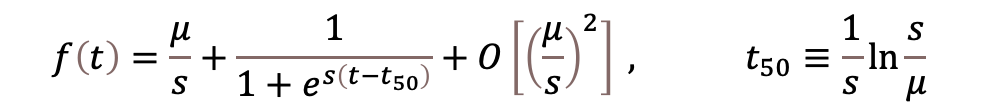 f(t) = μ/s + 1/(1 + e^{s(t−t₅₀)}) + O[(μ/s)²], t₅₀ ≡ 1/s ln s/μ